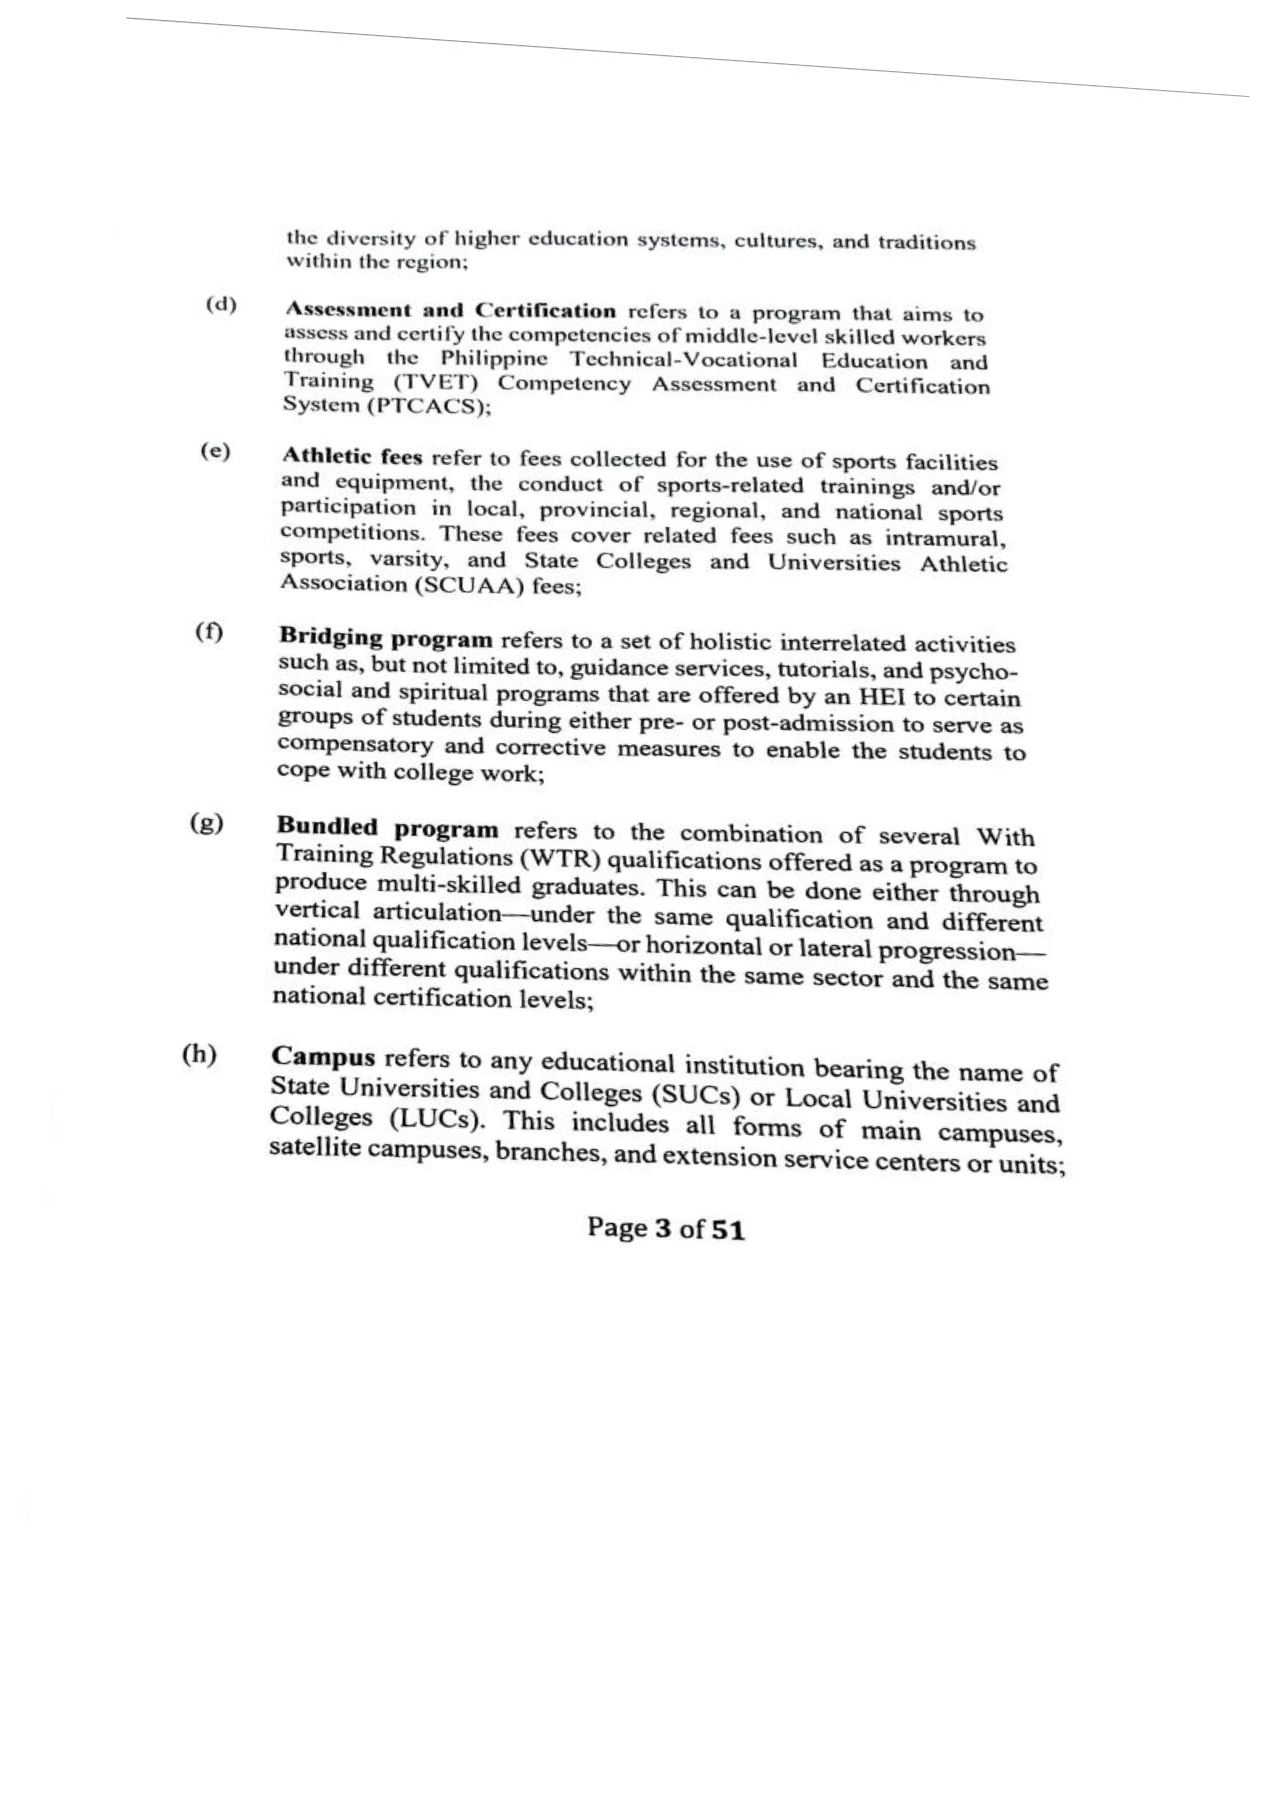 the diversity of higher education systems, cultures, and traditions
within the region;
(d) Assessment and Certification refers to a program that aims to
assess and certify the competencies of middle-level skilled workers
through the Philippine Technical-Vocational Education and
Training (TVET) Competency Assessment and Certification
System (PTCACS);
(e) Athletic fees refer to fees collected for the use of sports facilities
and equipment, the conduct of sports-related trainings and/or
participation in local, provincial, regional, and national sports
competitions. These fees cover related fees such as intramural,
sports, varsity, and State Colleges and Universities Athletic
Association (SCUAA) fees;
(f) Bridging program refers to a set of holistic interrelated activities
such as, but not limited to, guidance services, tutorials, and psycho-
social and spiritual programs that are offered by an HEI to certain
groups of students during either pre- or post-admission to serve as
compensatory and corrective measures to enable the students to
cope with college work;
(g) Bundled program refers to the combination of several With
Training Regulations (WTR) qualifications offered as a program to
produce multi-skilled graduates. This can be done either through
vertical articulation—under the same qualification and different
national qualification levels—or horizontal or lateral progression—
under different qualifications within the same sector and the same
national certification levels;
(h) Campus refers to any educational institution bearing the name of
State Universities and Colleges (SUCs) or Local Universities and
Colleges (LUCs). This includes all forms of main campuses,
satellite campuses, branches, and extension service centers or units;
Page 3 of 51